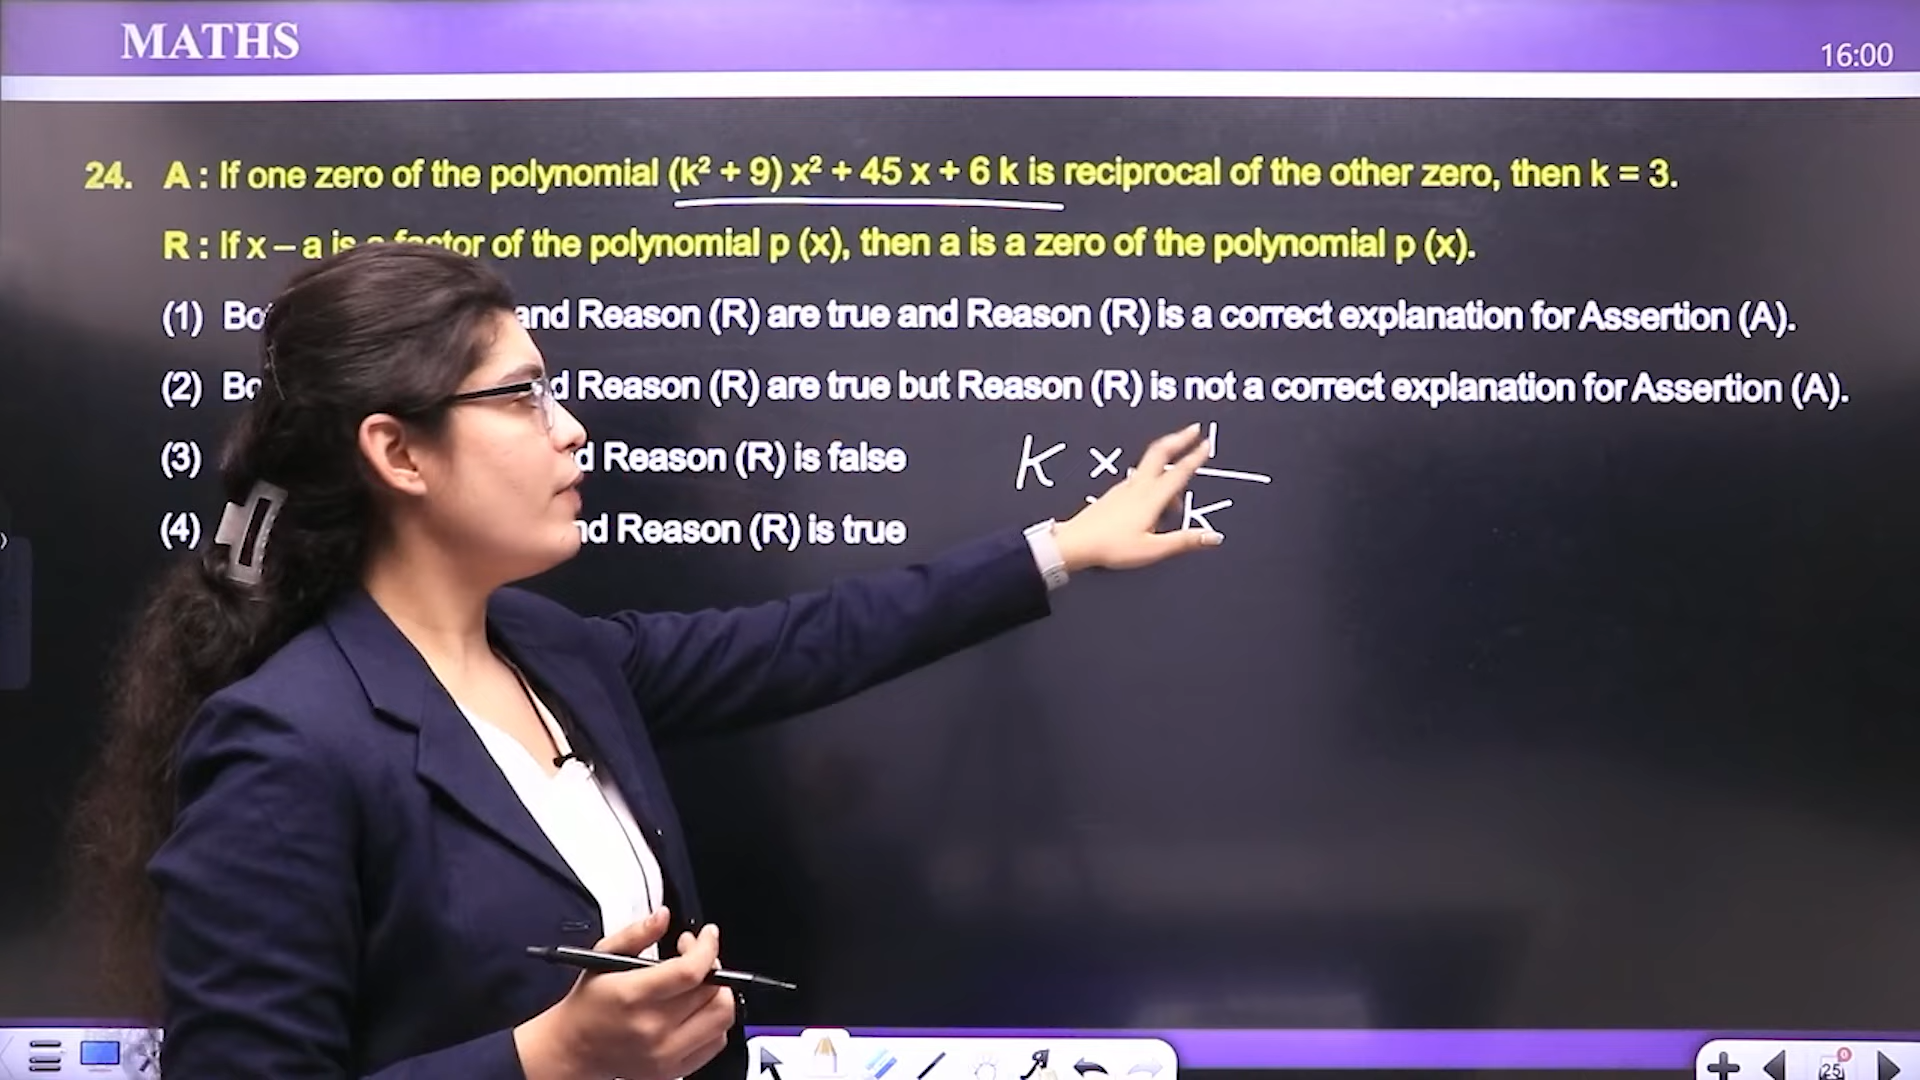 MATHS
16:00
24. A : If one zero of the polynomial (k² + 9) x² + 45 x + 6 k is reciprocal of the other zero, then k = 3.
R : If x – a is a factor of the polynomial p (x), then a is a zero of the polynomial p (x).
(1) and Reason (R) are true and Reason (R) is a correct explanation for Assertion (A).
(2) Reason (R) are true but Reason (R) is not a correct explanation for Assertion (A).
(3) Reason (R) is false
(4) Reason (R) is true
K × 1
K
25